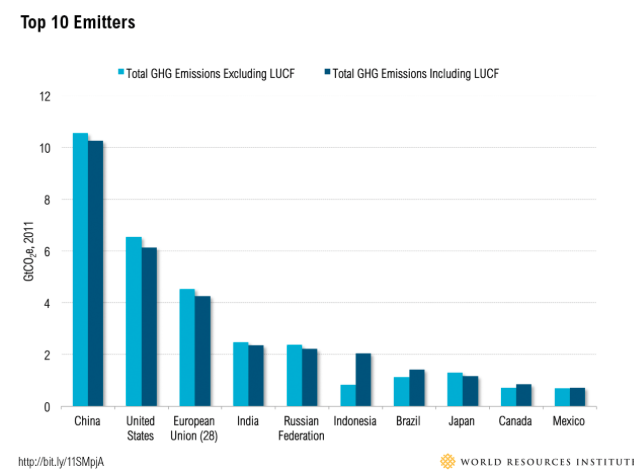 Top 10 Emitters
Total GHG Emissions Excluding LUCF
Total GHG Emissions Including LUCF
12
10
8
6
4
2
0
GtCO₂e, 2011
China
United States
European Union (28)
India
Russian Federation
Indonesia
Brazil
Japan
Canada
Mexico
http://bit.ly/11SMpjA
WORLD RESOURCES INSTITUTE